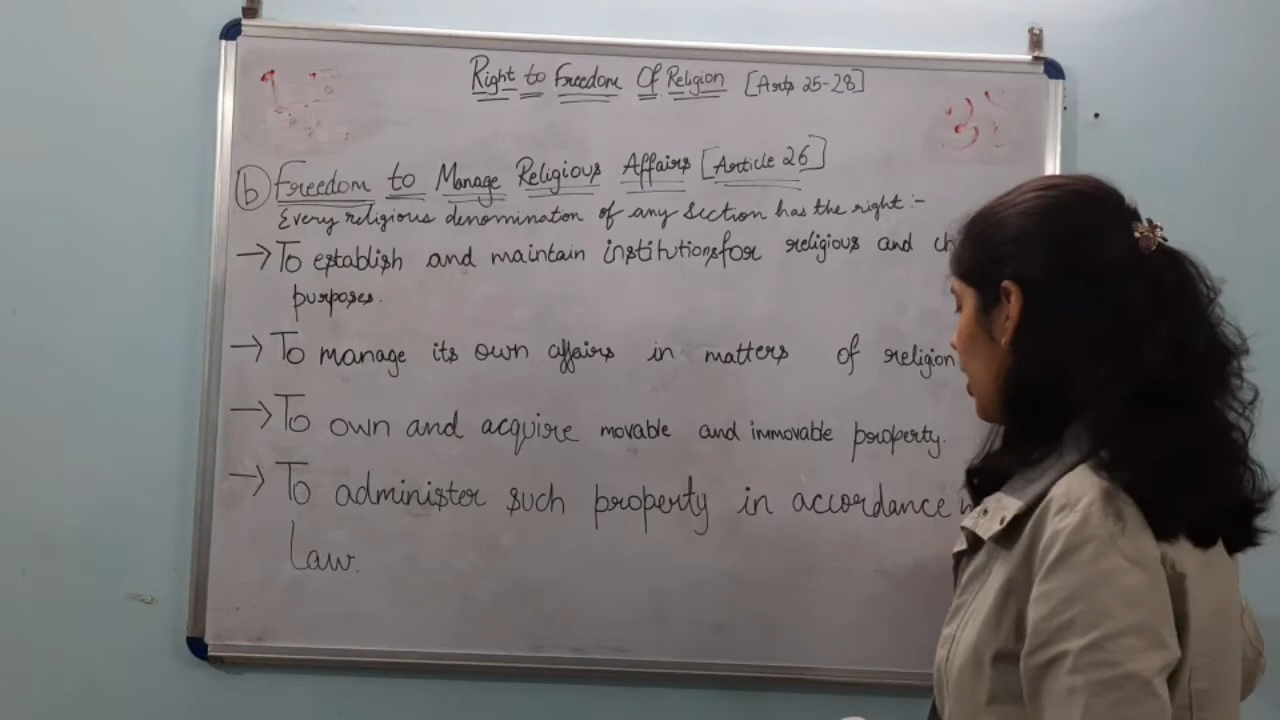 Right to Freedom Of Religion [Arts 25-28]
b) Freedom to Manage Religious Affairs [Article 26]
Every religious denomination of any Section has the right :-
→ To establish and maintain institutions for religious and
purposes.
→ To manage its own affairs in matters of religion
→ To own and acquire movable and immovable property.
→ To administer such property in accordance
Law.